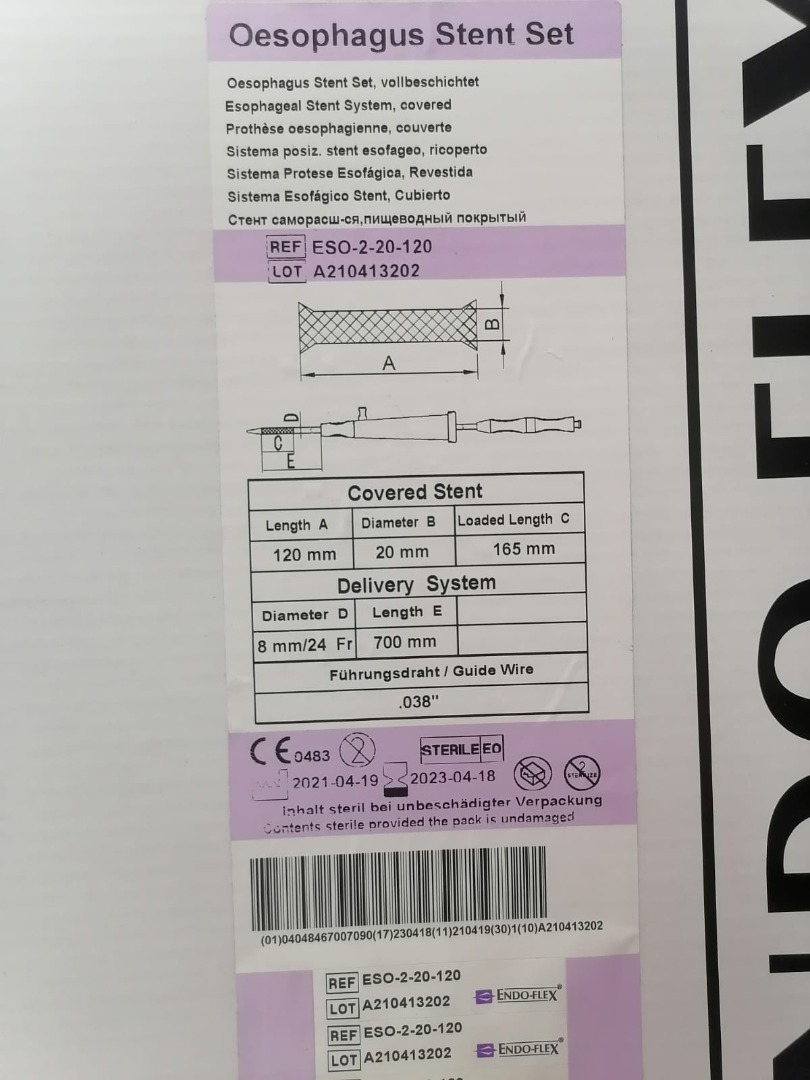 Oesophagus Stent Set
Oesophagus Stent Set, vollbeschichtet
Esophageal Stent System, covered
Prothèse oesophagienne, couverte
Sistema posiz. stent esofageo, ricoperto
Sistema Protese Esofágica, Revestida
Sistema Esofágico Stent, Cubierto
Стент саморасш-ся,пищеводный покрытый
REF ESO-2-20-120
LOT A210413202
B
A
D
C
E
Covered Stent
Length A Diameter B Loaded Length C
120 mm 20 mm 165 mm
Delivery System
Diameter D Length E
8 mm/24 Fr 700 mm
Führungsdraht / Guide Wire
.038"
CE 0483 2 STERILE EO
2021-04-19 2023-04-18 2 STERILIZE
Inhalt steril bei unbeschädigter Verpackung
Contents sterile provided the pack is undamaged
(01)04048467007090(17)230418(11)210419(30)1(10)A210413202
REF ESO-2-20-120
LOT A210413202 ENDO-FLEX®
REF ESO-2-20-120
LOT A210413202 ENDO-FLEX®
ENDO FLEX